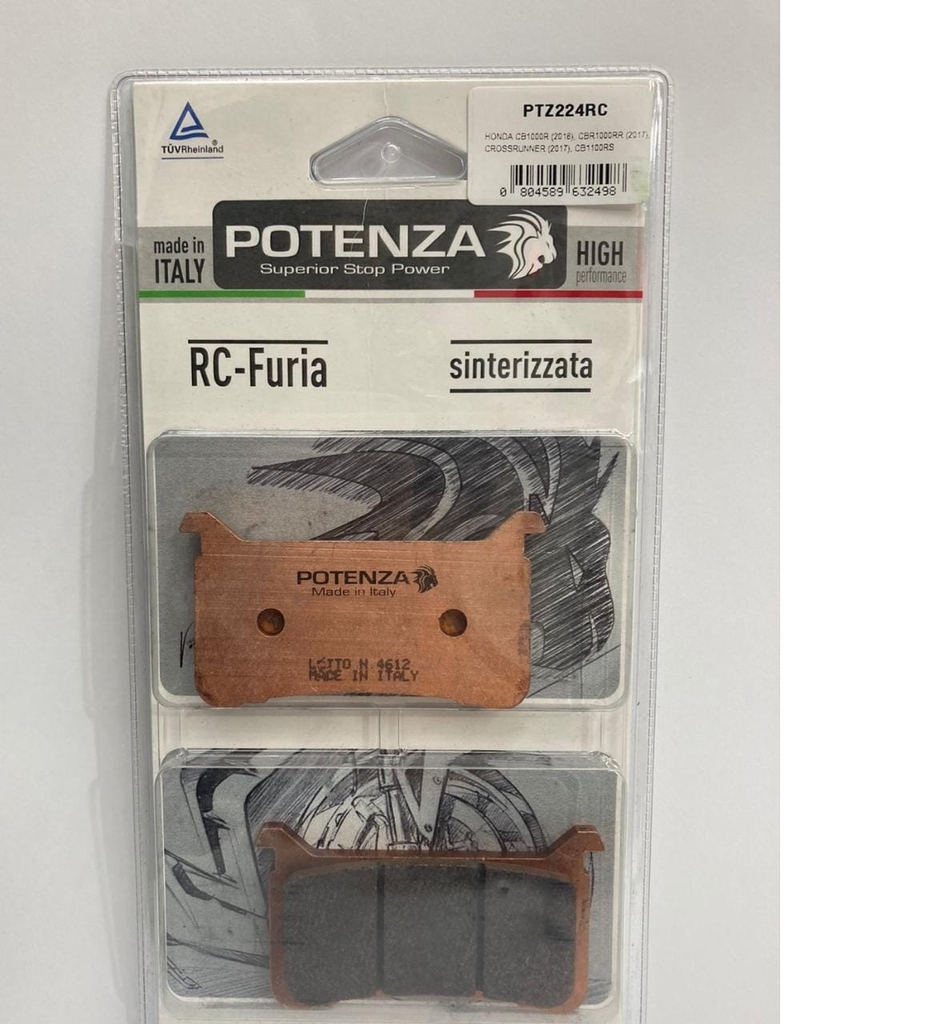 TÜVRheinland®
PTZ224RC
HONDA CB1000R (2018), CBR1000RR (2017),
CROSSRUNNER (2017), CB1100RS
0 804589 632498
made in
ITALY
POTENZA
Superior Stop Power
HIGH
performance
RC-Furia
sinterizzata
POTENZA
Made in Italy
N.4612
MADE IN ITALY